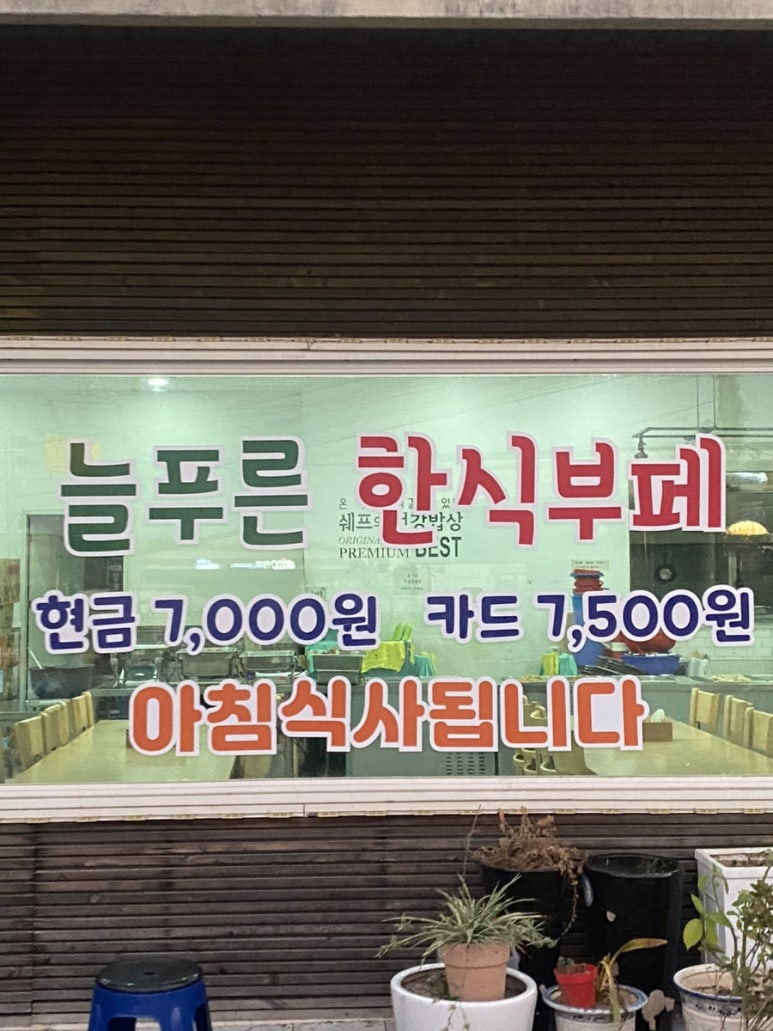 늘푸른 한식부페
쉐프의 건강밥상
PREMIUM BEST
현금 7,000원 카드 7,500원
아침식사됩니다